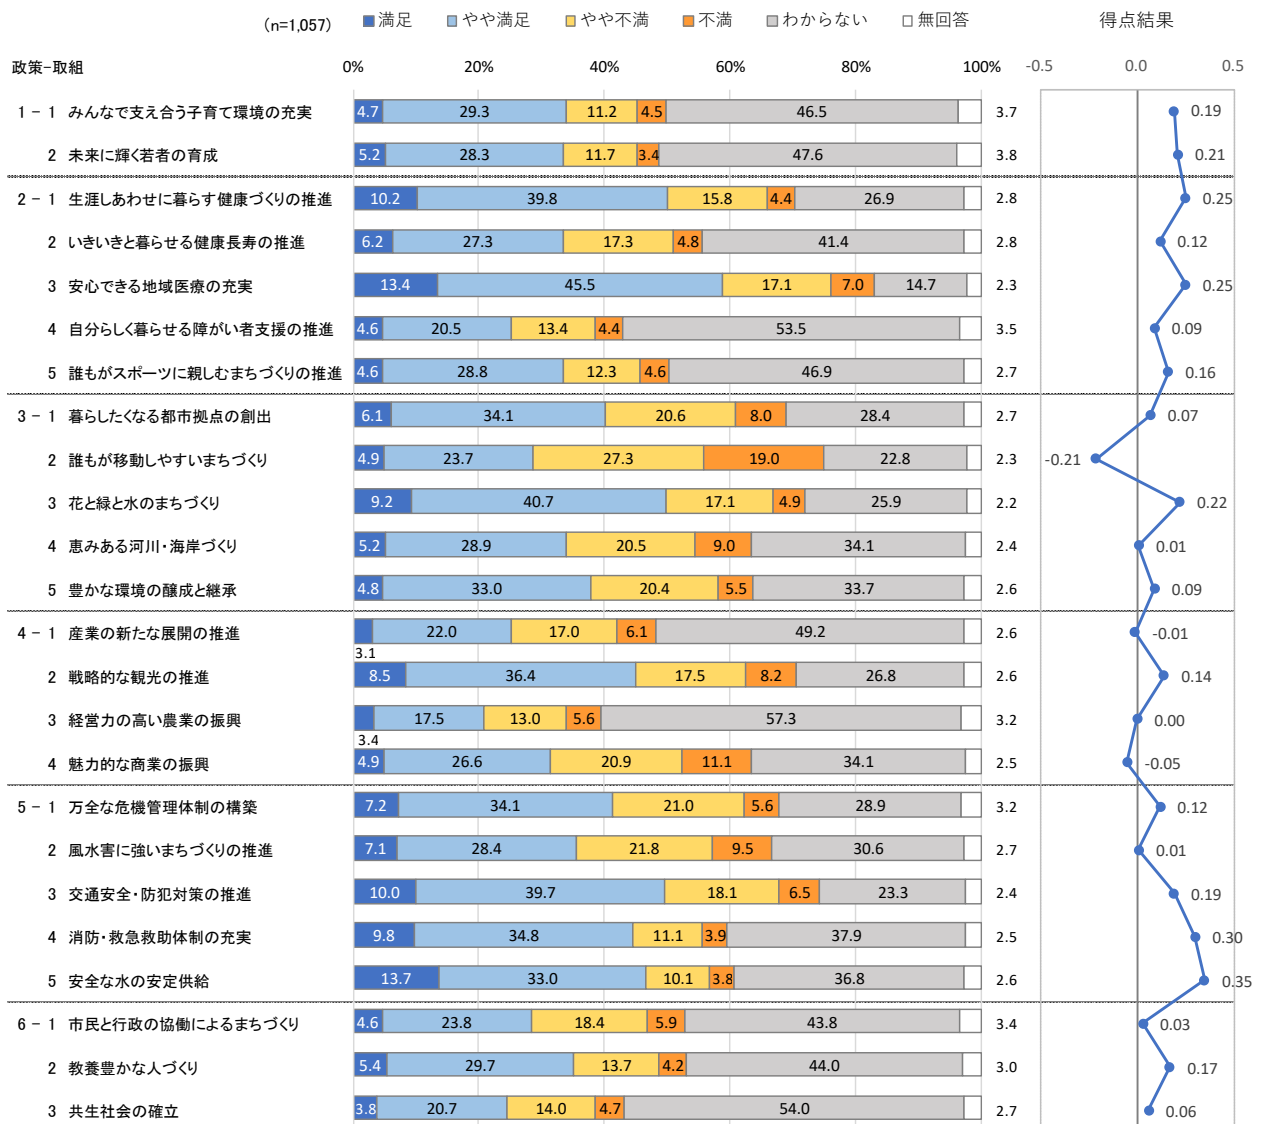 (n=1,057) 満足 やや満足 やや不満 不満 わからない 無回答 得点結果
政策-取組 0% 20% 40% 60% 80% 100% -0.5 0.0 0.5
1 - 1 みんなで支え合う子育て環境の充実 4.7 29.3 11.2 4.5 46.5 3.7 0.19
2 未来に輝く若者の育成 5.2 28.3 11.7 3.4 47.6 3.8 0.21
2 - 1 生涯しあわせに暮らす健康づくりの推進 10.2 39.8 15.8 4.4 26.9 2.8 0.25
2 いきいきと暮らせる健康長寿の推進 6.2 27.3 17.3 4.8 41.4 2.8 0.12
3 安心できる地域医療の充実 13.4 45.5 17.1 7.0 14.7 2.3 0.25
4 自分らしく暮らせる障がい者支援の推進 4.6 20.5 13.4 4.4 53.5 3.5 0.09
5 誰もがスポーツに親しむまちづくりの推進 4.6 28.8 12.3 4.6 46.9 2.7 0.16
3 - 1 暮らしたくなる都市拠点の創出 6.1 34.1 20.6 8.0 28.4 2.7 0.07
2 誰もが移動しやすいまちづくり 4.9 23.7 27.3 19.0 22.8 2.3 -0.21
3 花と緑と水のまちづくり 9.2 40.7 17.1 4.9 25.9 2.2 0.22
4 恵みある河川・海岸づくり 5.2 28.9 20.5 9.0 34.1 2.4 0.01
5 豊かな環境の醸成と継承 4.8 33.0 20.4 5.5 33.7 2.6 0.09
4 - 1 産業の新たな展開の推進 22.0 17.0 6.1 49.2 2.6 -0.01
3.1
2 戦略的な観光の推進 8.5 36.4 17.5 8.2 26.8 2.6 0.14
3 経営力の高い農業の振興 17.5 13.0 5.6 57.3 3.2 0.00
3.4
4 魅力的な商業の振興 4.9 26.6 20.9 11.1 34.1 2.5 -0.05
5 - 1 万全な危機管理体制の構築 7.2 34.1 21.0 5.6 28.9 3.2 0.12
2 風水害に強いまちづくりの推進 7.1 28.4 21.8 9.5 30.6 2.7 0.01
3 交通安全・防犯対策の推進 10.0 39.7 18.1 6.5 23.3 2.4 0.19
4 消防・救急救助体制の充実 9.8 34.8 11.1 3.9 37.9 2.5 0.30
5 安全な水の安定供給 13.7 33.0 10.1 3.8 36.8 2.6 0.35
6 - 1 市民と行政の協働によるまちづくり 4.6 23.8 18.4 5.9 43.8 3.4 0.03
2 教養豊かな人づくり 5.4 29.7 13.7 4.2 44.0 3.0 0.17
3 共生社会の確立 3.8 20.7 14.0 4.7 54.0 2.7 0.06